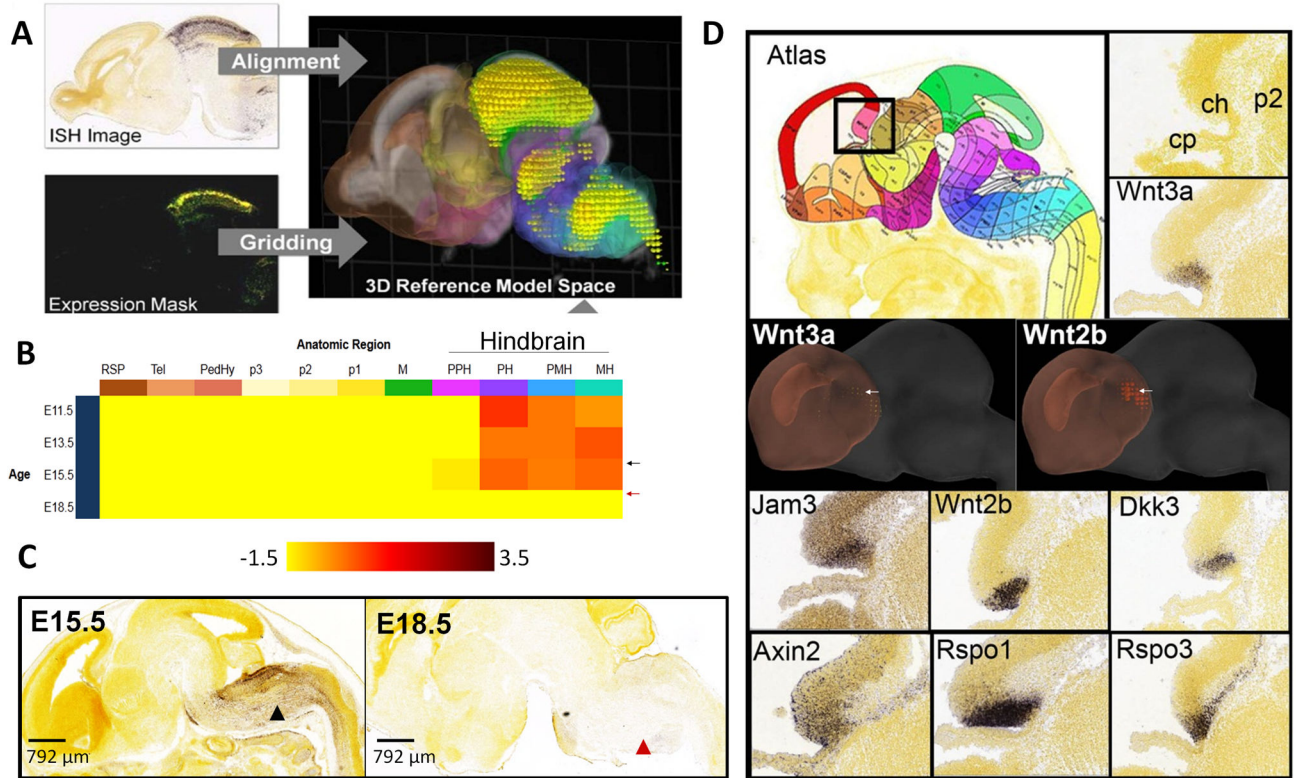 A
ISH Image
Alignment
Expression Mask
Gridding
3D Reference Model Space
B
Anatomic Region
Hindbrain
RSP Tel PedHy p3 p2 p1 M PPH PH PMH MH
Age
E11.5
E13.5
E15.5
E18.5
-1.5 3.5
C
E15.5
792 µm
E18.5
792 µm
D
Atlas
ch p2
cp
Wnt3a
Wnt3a
Wnt2b
Jam3
Wnt2b
Dkk3
Axin2
Rspo1
Rspo3